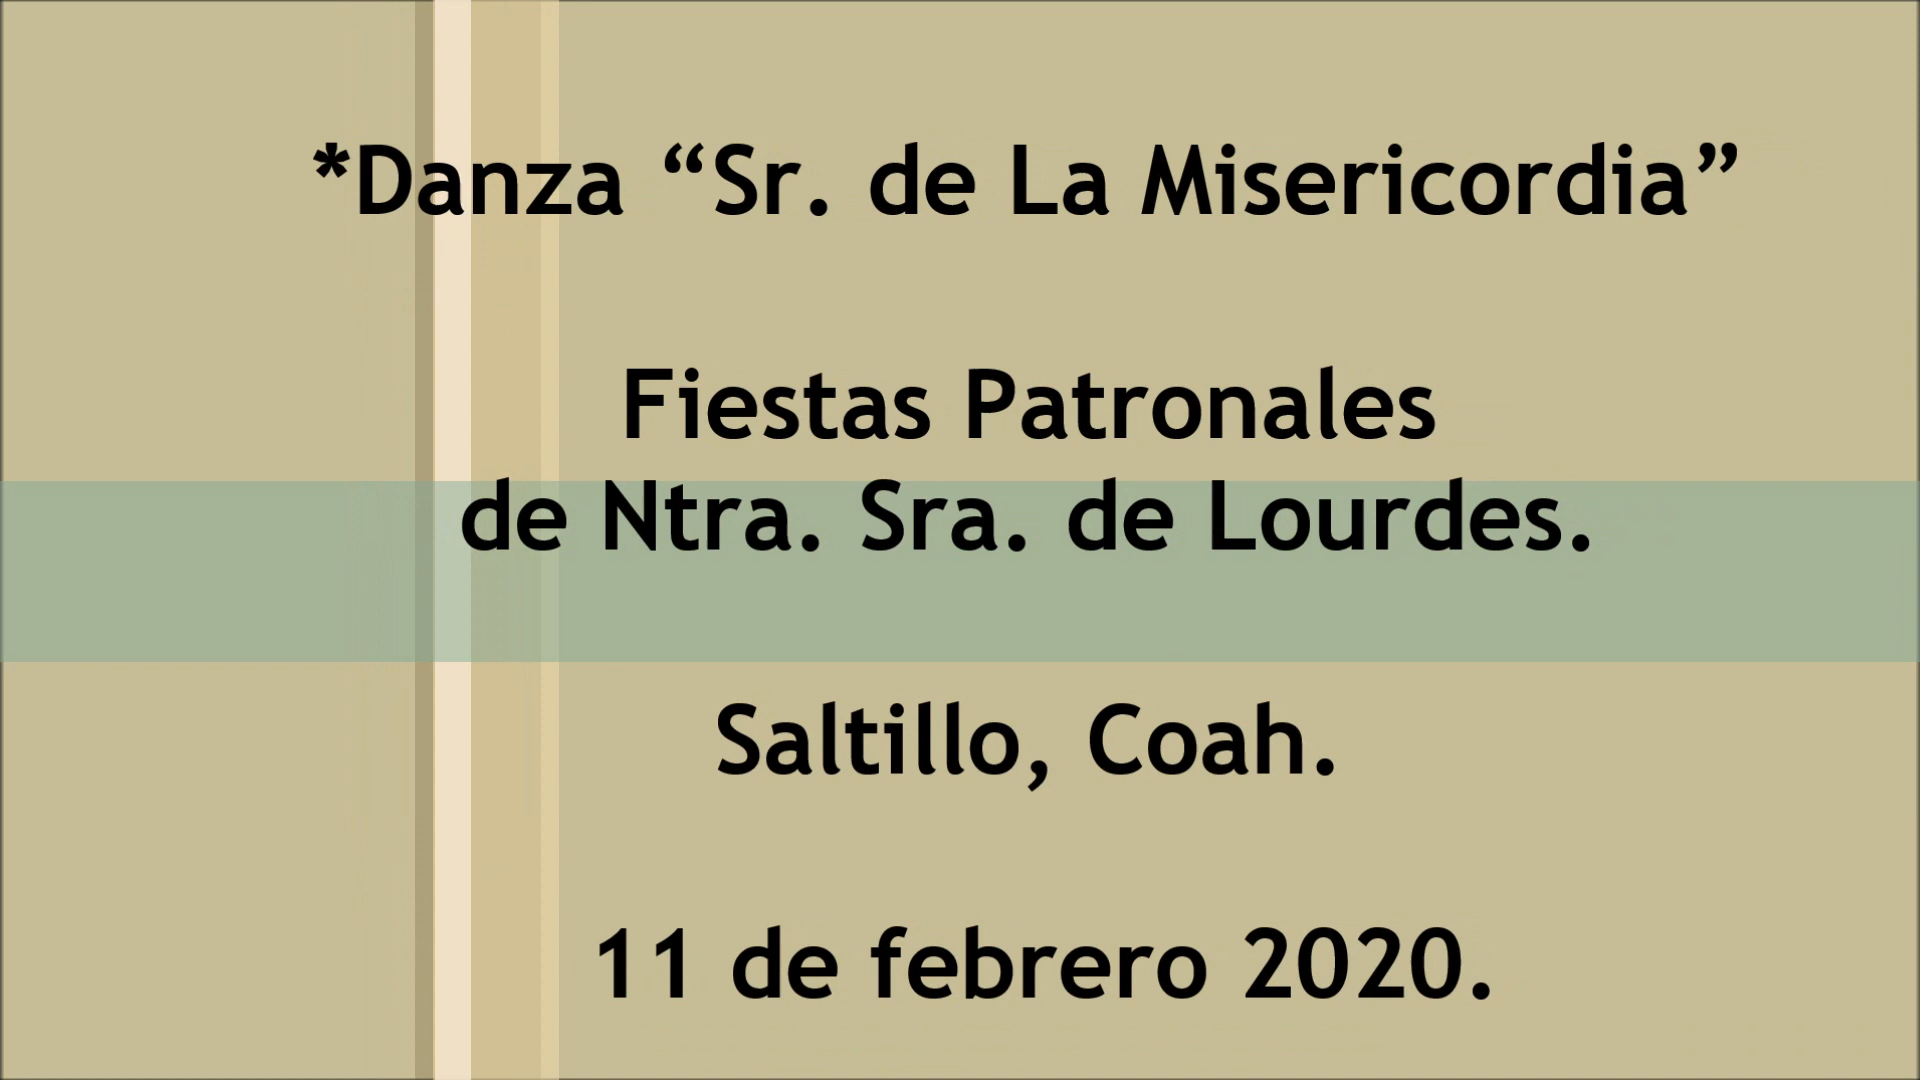 *Danza “Sr. de La Misericordia”
Fiestas Patronales
de Ntra. Sra. de Lourdes.
Saltillo, Coah.
11 de febrero 2020.